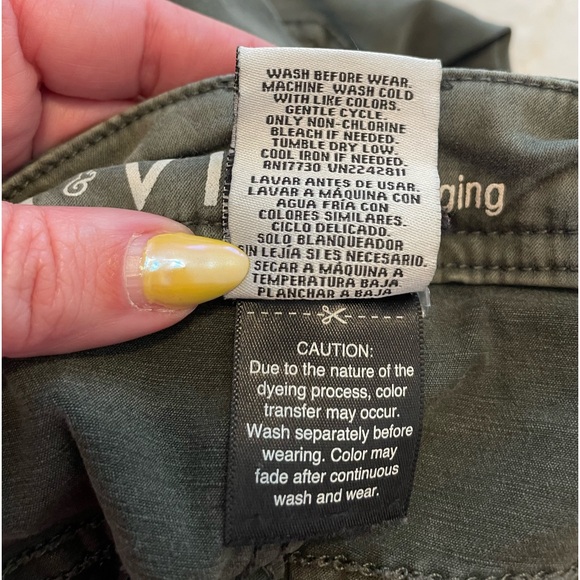 WASH BEFORE WEAR.
MACHINE WASH COLD
WITH LIKE COLORS.
GENTLE CYCLE.
ONLY NON-CHLORINE
BLEACH IF NEEDED.
TUMBLE DRY LOW.
COOL IRON IF NEEDED.
RN17730 VN2242811
LAVAR ANTES DE USAR.
LAVAR A MÁQUINA CON
AGUA FRÍA CON
COLORES SIMILARES.
CICLO DELICADO.
SOLO BLANQUEADOR
SIN LEJÍA SI ES NECESARIO.
SECAR A MÁQUINA A
TEMPERATURA BAJA.
PLANCHAR A BAJA
& V I
ging
CAUTION:
Due to the nature of the
dyeing process, color
transfer may occur.
Wash separately before
wearing. Color may
fade after continuous
wash and wear.